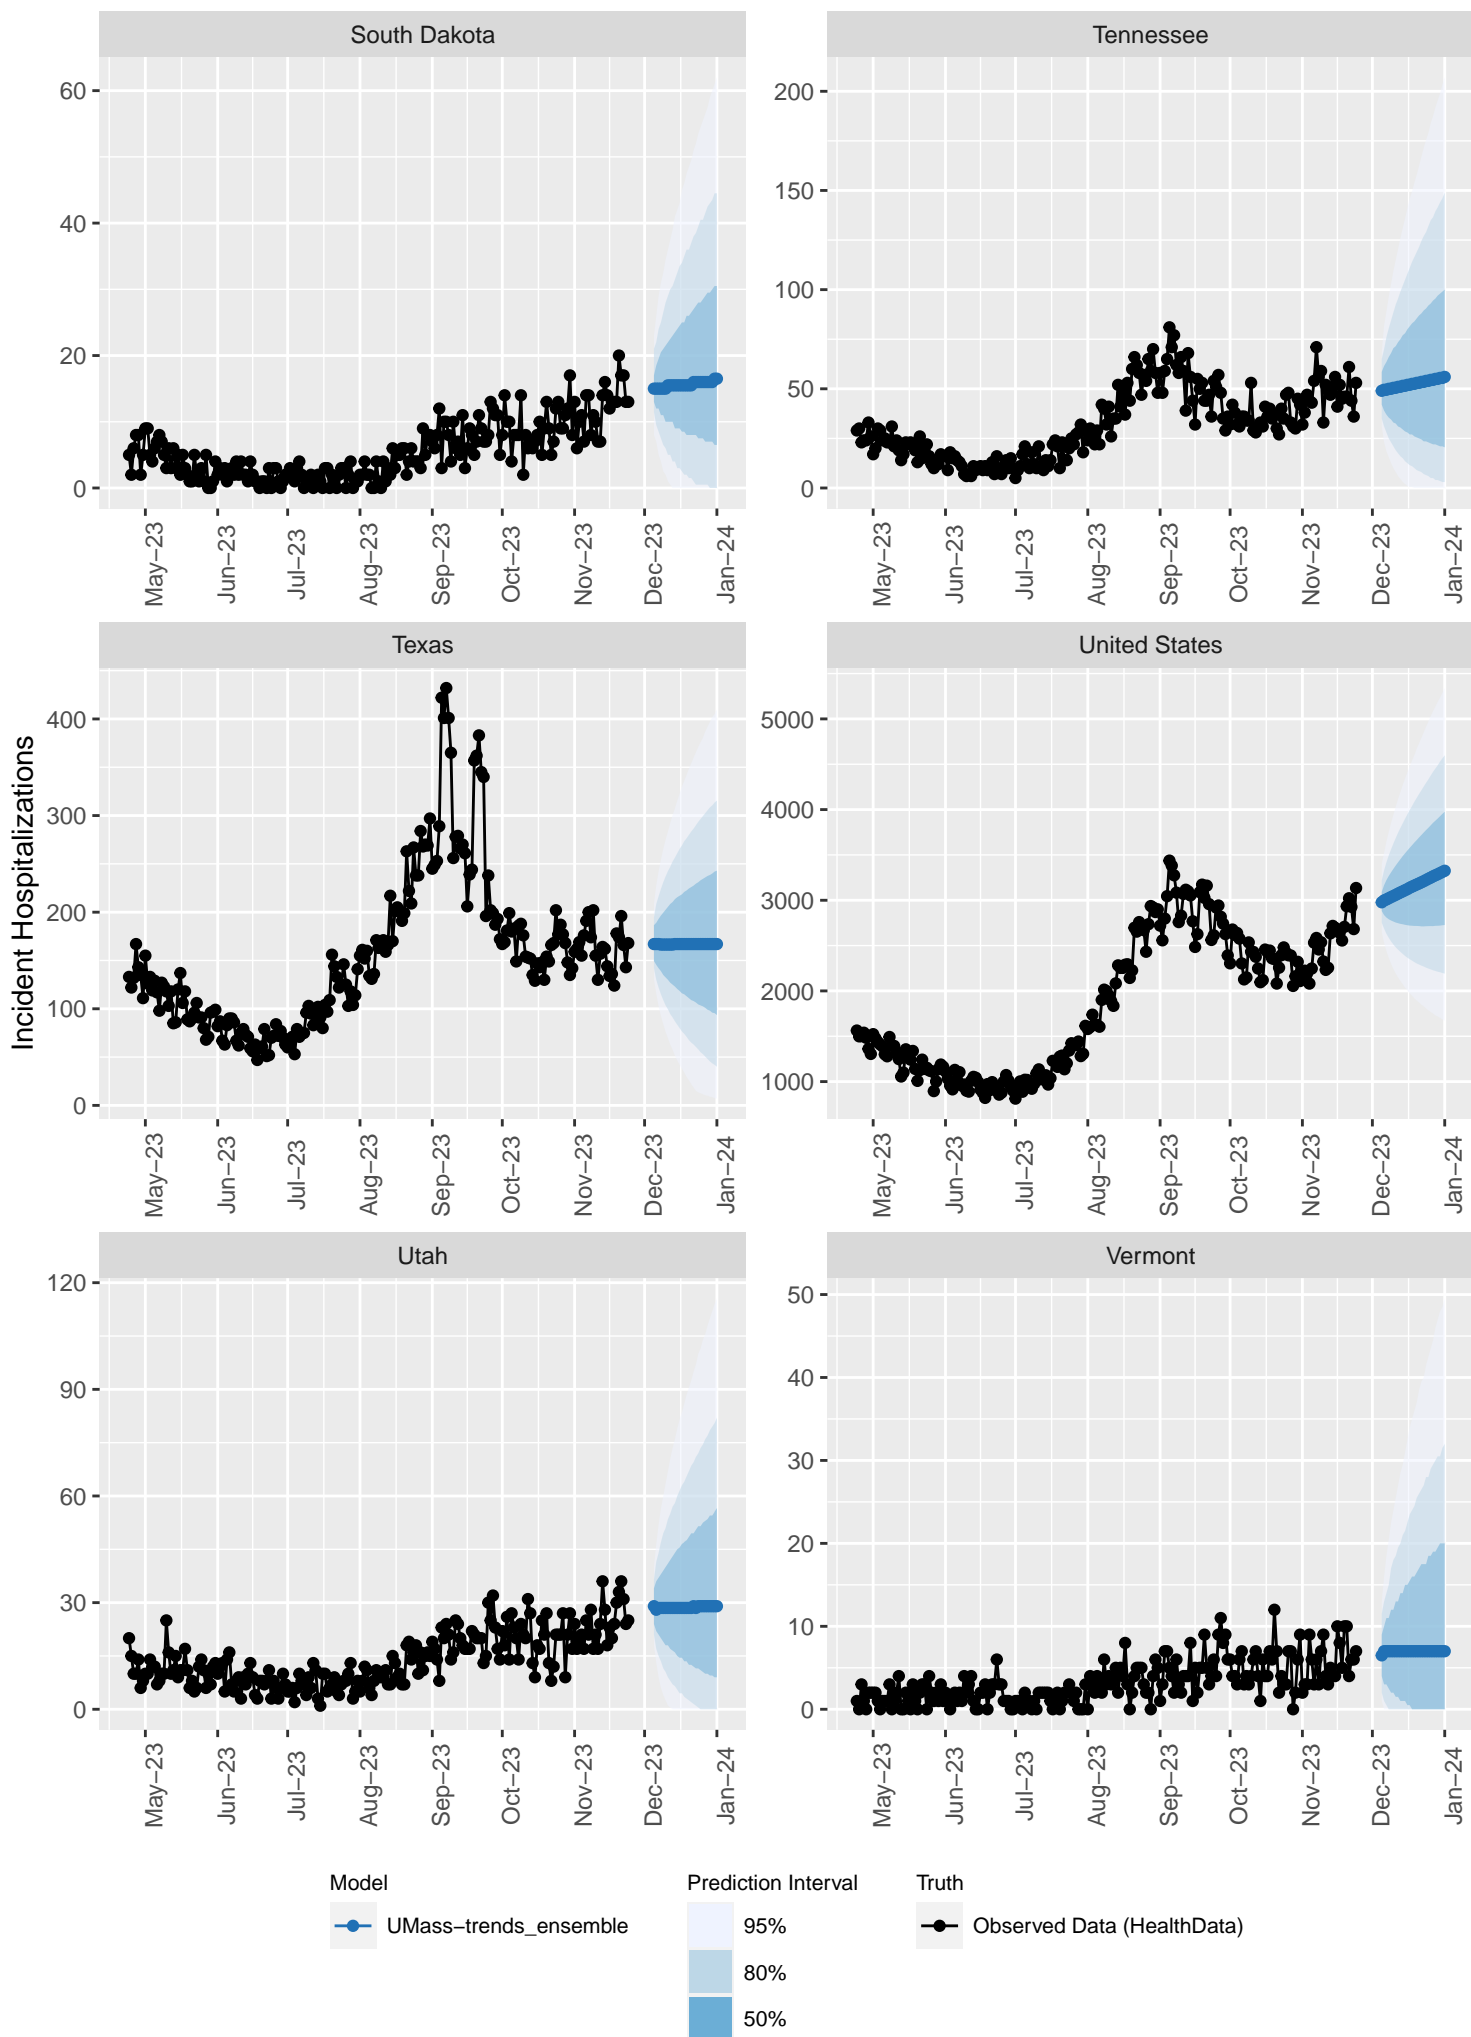 South Dakota
Tennessee
60
40
20
0
200
150
100
50
0
May−23
Jun−23
Jul−23
Aug−23
Sep−23
Oct−23
Nov−23
Dec−23
Jan−24
May−23
Jun−23
Jul−23
Aug−23
Sep−23
Oct−23
Nov−23
Dec−23
Jan−24
Incident Hospitalizations
Texas
United States
400
300
200
100
0
5000
4000
3000
2000
1000
May−23
Jun−23
Jul−23
Aug−23
Sep−23
Oct−23
Nov−23
Dec−23
Jan−24
May−23
Jun−23
Jul−23
Aug−23
Sep−23
Oct−23
Nov−23
Dec−23
Jan−24
Utah
Vermont
120
90
60
30
0
50
40
30
20
10
0
May−23
Jun−23
Jul−23
Aug−23
Sep−23
Oct−23
Nov−23
Dec−23
Jan−24
May−23
Jun−23
Jul−23
Aug−23
Sep−23
Oct−23
Nov−23
Dec−23
Jan−24
Model
UMass−trends_ensemble
Prediction Interval
95%
80%
50%
Truth
Observed Data (HealthData)